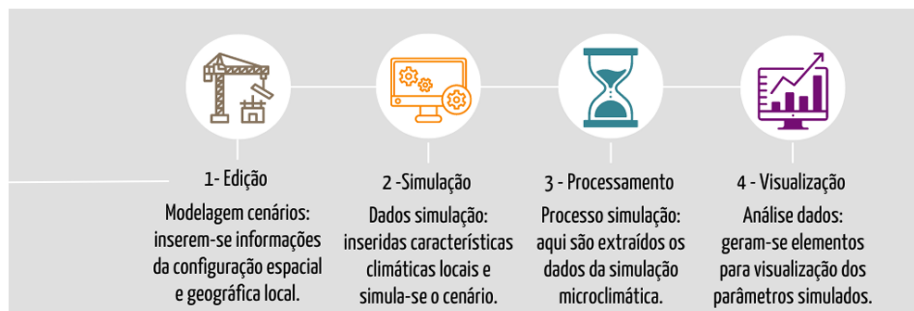 1- Edição
Modelagem cenários:
inserem-se informações
da configuração espacial
e geográfica local.
2 -Simulação
Dados simulação:
inseridas características
climáticas locais e
simula-se o cenário.
3 - Processamento
Processo simulação:
aqui são extraídos os
dados da simulação
microclimática.
4 - Visualização
Análise dados:
geram-se elementos
para visualização dos
parâmetros simulados.